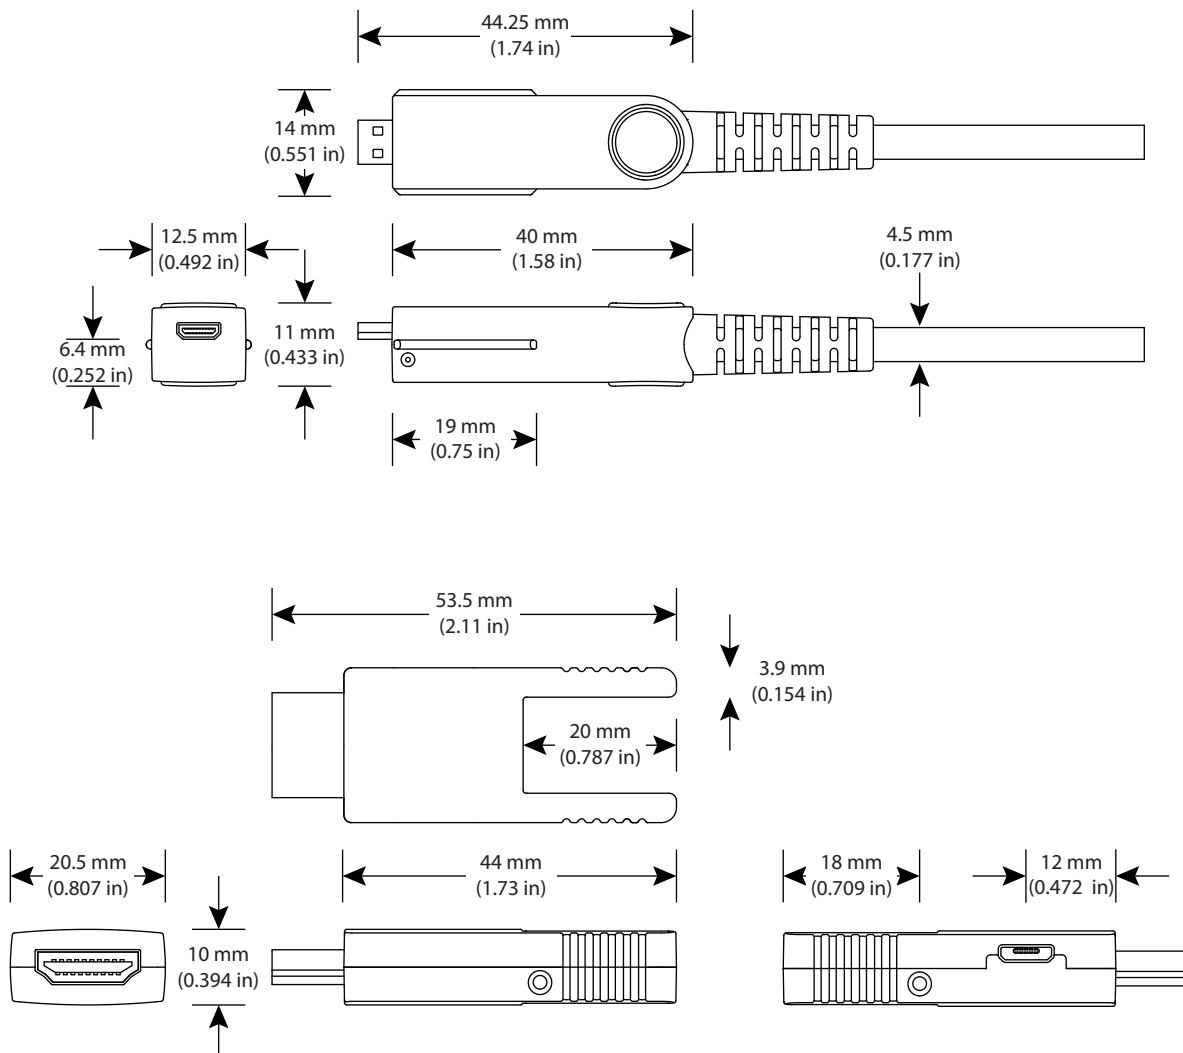 44.25 mm
(1.74 in)
14 mm
(0.551 in)
12.5 mm
(0.492 in)
40 mm
(1.58 in)
4.5 mm
(0.177 in)
6.4 mm
(0.252 in)
11 mm
(0.433 in)
19 mm
(0.75 in)
53.5 mm
(2.11 in)
3.9 mm
(0.154 in)
20 mm
(0.787 in)
20.5 mm
(0.807 in)
44 mm
(1.73 in)
18 mm
(0.709 in)
12 mm
(0.472 in)
10 mm
(0.394 in)